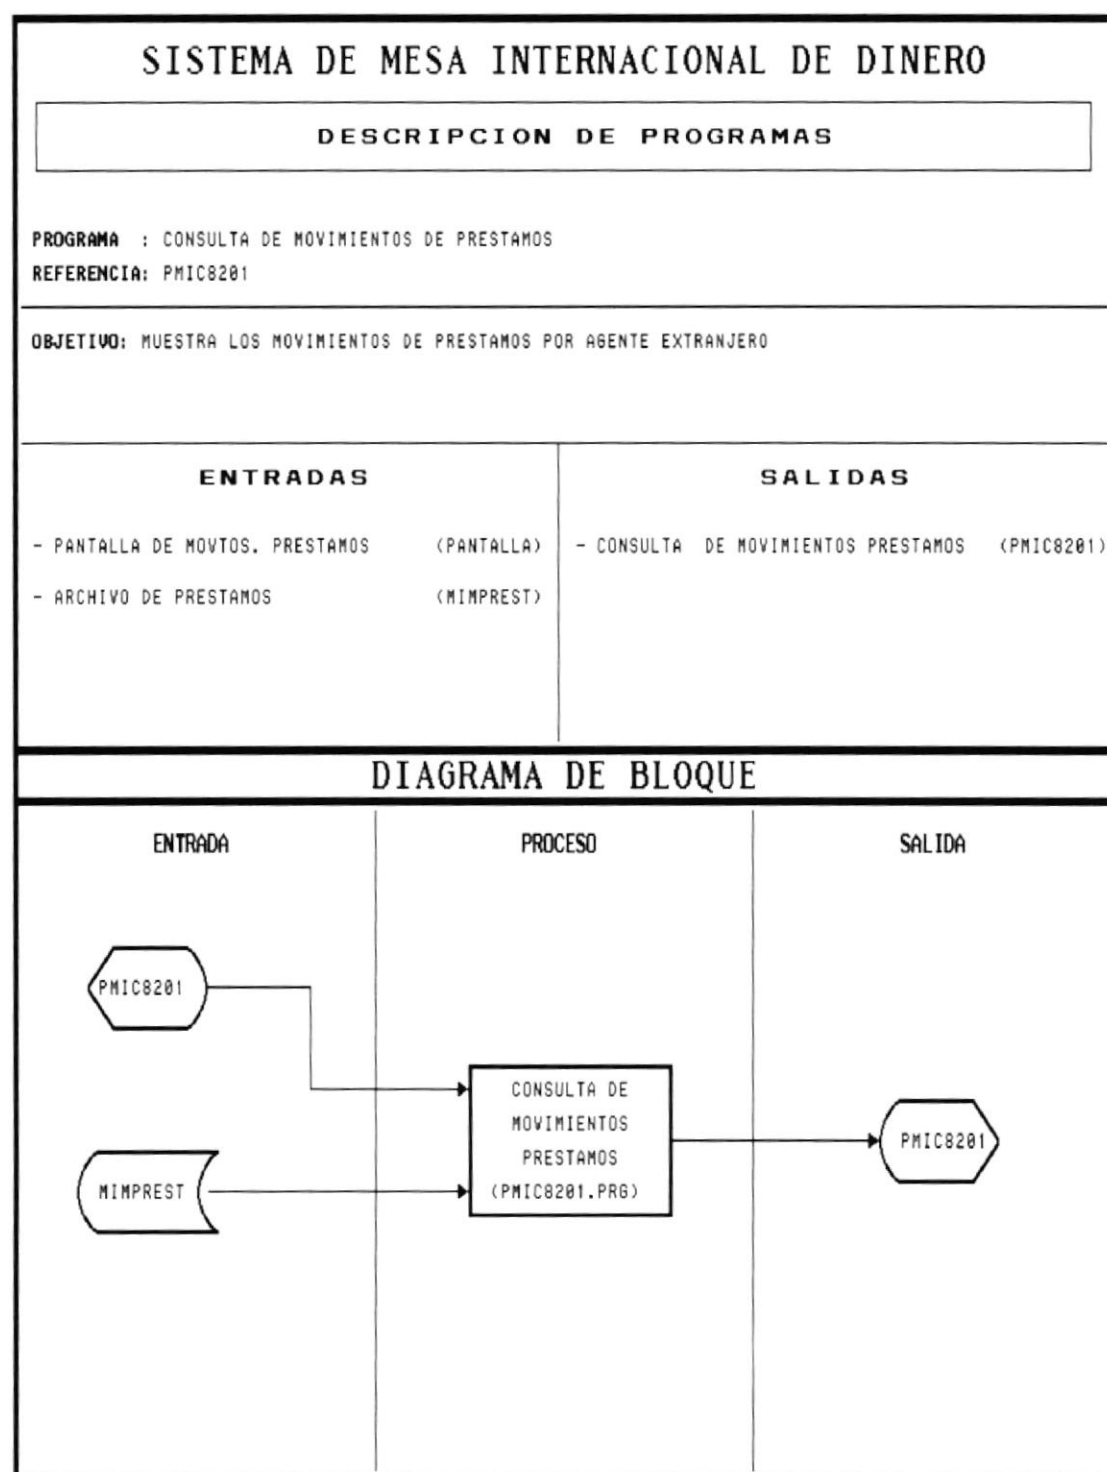 SISTEMA DE MESA INTERNACIONAL DE DINERO
DESCRIPCION DE PROGRAMAS
PROGRAMA : CONSULTA DE MOVIMIENTOS DE PRESTAMOS
REFERENCIA: PMIC8201
OBJETIVO: MUESTRA LOS MOVIMIENTOS DE PRESTAMOS POR AGENTE EXTRANJERO
ENTRADAS
- PANTALLA DE MOVTOS. PRESTAMOS (PANTALLA)
- ARCHIVO DE PRESTAMOS (MIMPREST)
SALIDAS
- CONSULTA DE MOVIMIENTOS PRESTAMOS (PMIC8201)
DIAGRAMA DE BLOQUE
ENTRADA PROCESO SALIDA
PMIC8201
MIMPREST
CONSULTA DE
MOVIMIENTOS
PRESTAMOS
(PMIC8201.PRG)
PMIC8201